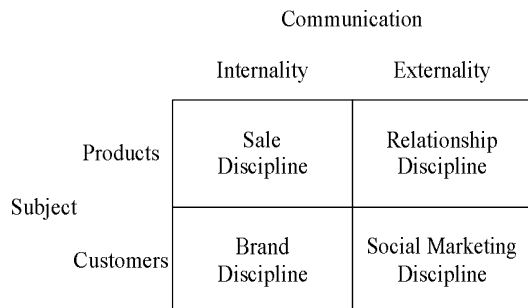 Communication
Internality Externality
Products Sale Discipline Relationship Discipline
Subject
Customers Brand Discipline Social Marketing Discipline